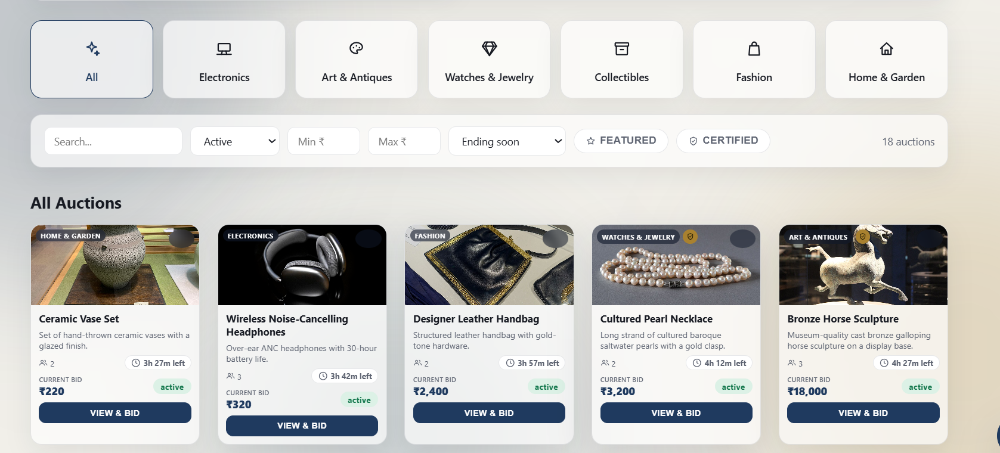 All
Electronics
Art & Antiques
Watches & Jewelry
Collectibles
Fashion
Home & Garden
Search...
Active
Min ₹
Max ₹
Ending soon
FEATURED
CERTIFIED
18 auctions
All Auctions
HOME & GARDEN
Ceramic Vase Set
Set of hand-thrown ceramic vases with a
glazed finish.
2
3h 27m left
CURRENT BID
₹220
active
VIEW & BID
ELECTRONICS
Wireless Noise-Cancelling
Headphones
Over-ear ANC headphones with 30-hour
battery life.
3
3h 42m left
CURRENT BID
₹320
active
VIEW & BID
FASHION
Designer Leather Handbag
Structured leather handbag with gold-
tone hardware.
2
3h 57m left
CURRENT BID
₹2,400
active
VIEW & BID
WATCHES & JEWELRY
Cultured Pearl Necklace
Long strand of cultured baroque
saltwater pearls with a gold clasp.
2
4h 12m left
CURRENT BID
₹3,200
active
VIEW & BID
ART & ANTIQUES
Bronze Horse Sculpture
Museum-quality cast bronze galloping
horse sculpture on a display base.
3
4h 27m left
CURRENT BID
₹18,000
active
VIEW & BID